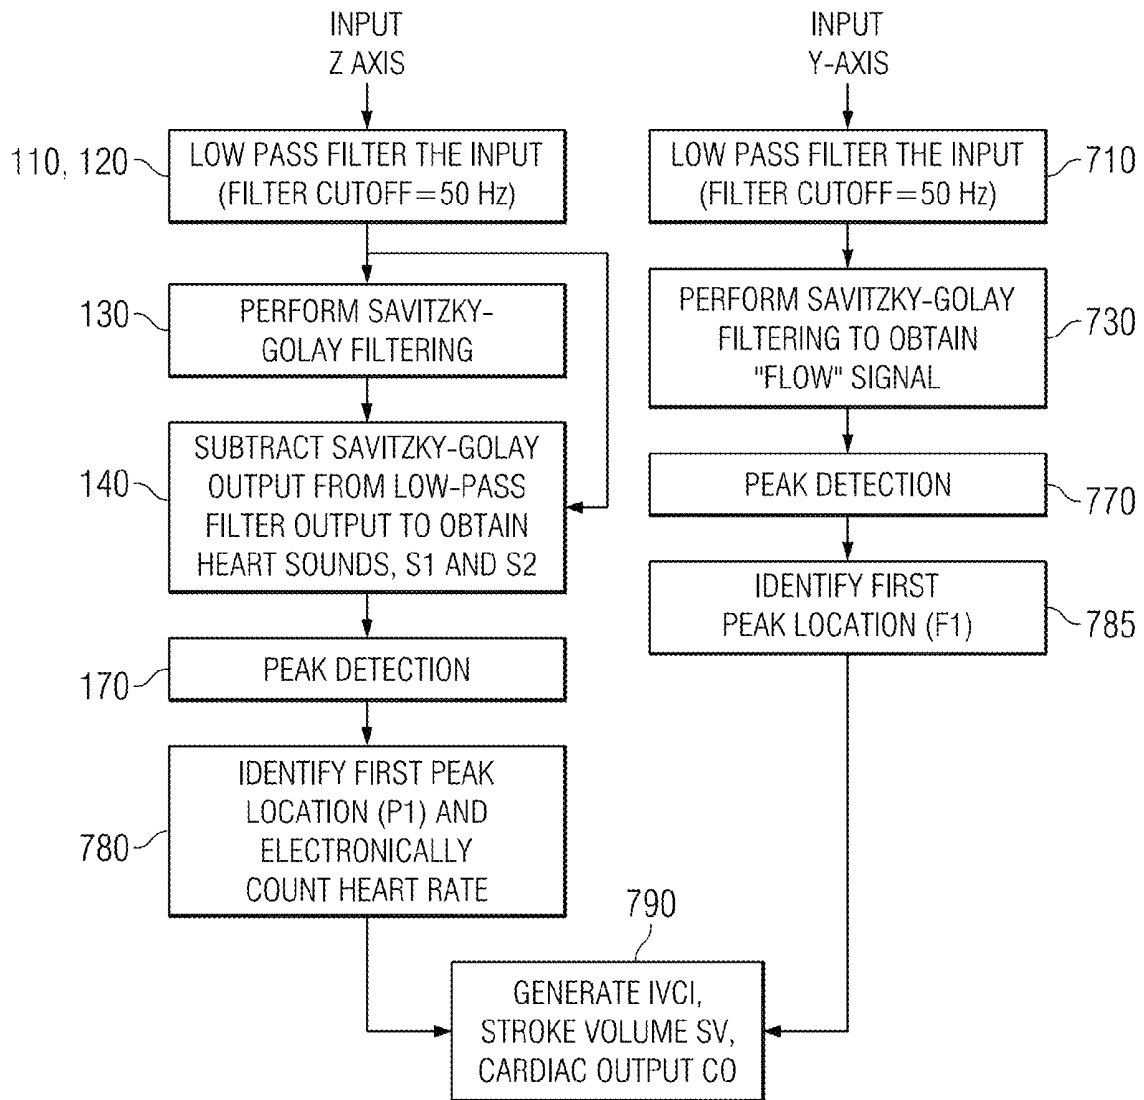 INPUT
Z AXIS
110, 120
LOW PASS FILTER THE INPUT
(FILTER CUTOFF=50 Hz)
130
PERFORM SAVITZKY-
GOLAY FILTERING
140
SUBTRACT SAVITZKY-GOLAY
OUTPUT FROM LOW-PASS
FILTER OUTPUT TO OBTAIN
HEART SOUNDS, S1 AND S2
170
PEAK DETECTION
780
IDENTIFY FIRST PEAK
LOCATION (P1) AND
ELECTRONICALLY
COUNT HEART RATE
INPUT
Y-AXIS
LOW PASS FILTER THE INPUT
(FILTER CUTOFF=50 Hz)
710
PERFORM SAVITZKY-GOLAY
FILTERING TO OBTAIN
"FLOW" SIGNAL
730
PEAK DETECTION
770
IDENTIFY FIRST
PEAK LOCATION (F1)
785
790
GENERATE IVCI,
STROKE VOLUME SV,
CARDIAC OUTPUT CO